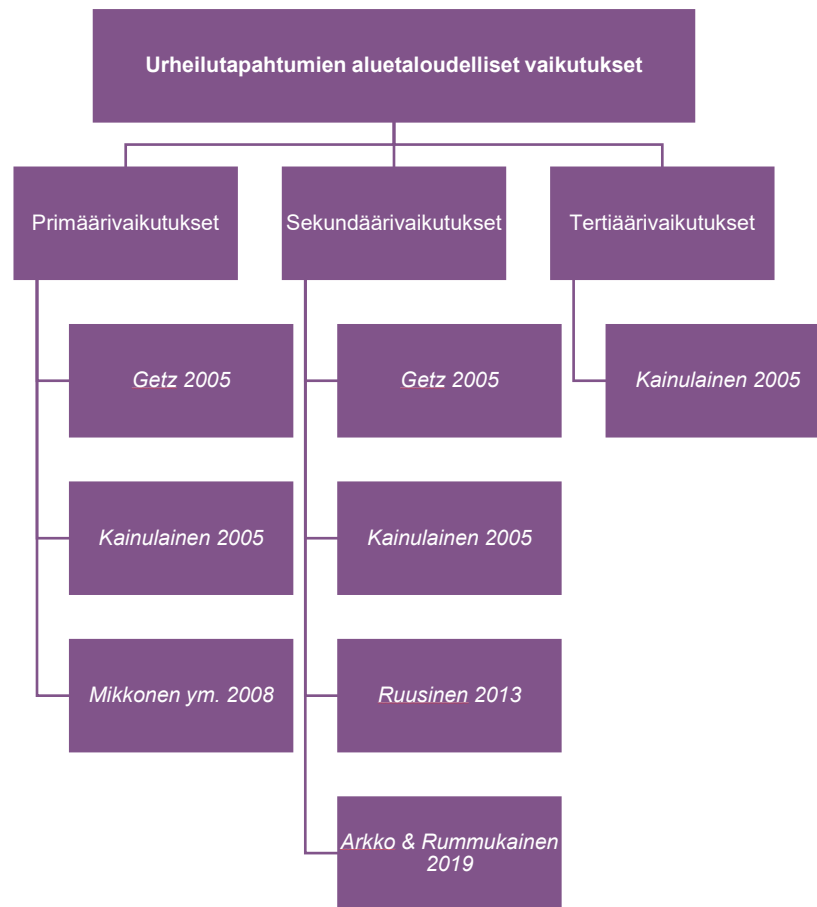 Urheilutapahtumien aluetaloudelliset vaikutukset
Primäärivaikutukset
Sekundäärivaikutukset
Tertiäärivaikutukset
Getz 2005
Getz 2005
Kainulainen 2005
Kainulainen 2005
Kainulainen 2005
Mikkonen ym. 2008
Ruusinen 2013
Arkko & Rummukainen
2019